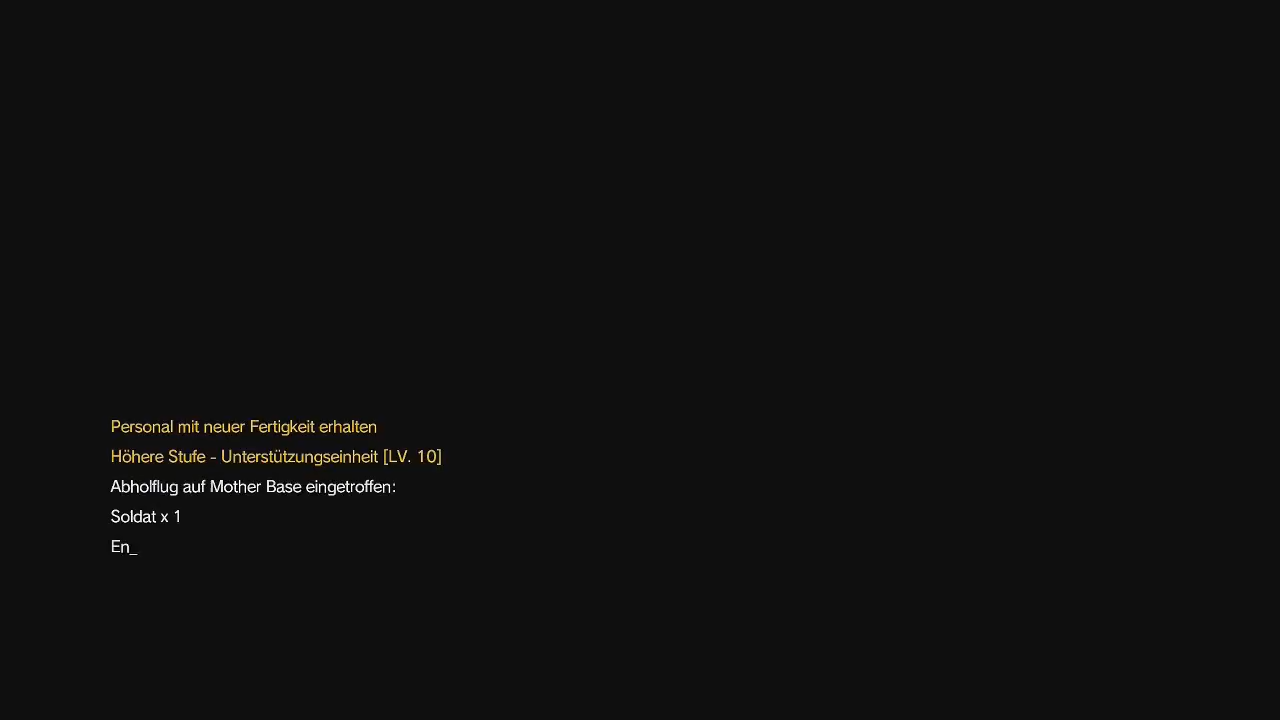 Personal mit neuer Fertigkeit erhalten
Höhere Stufe - Unterstützungseinheit [LV. 10]
Abholflug auf Mother Base eingetroffen:
Soldat x 1
En_